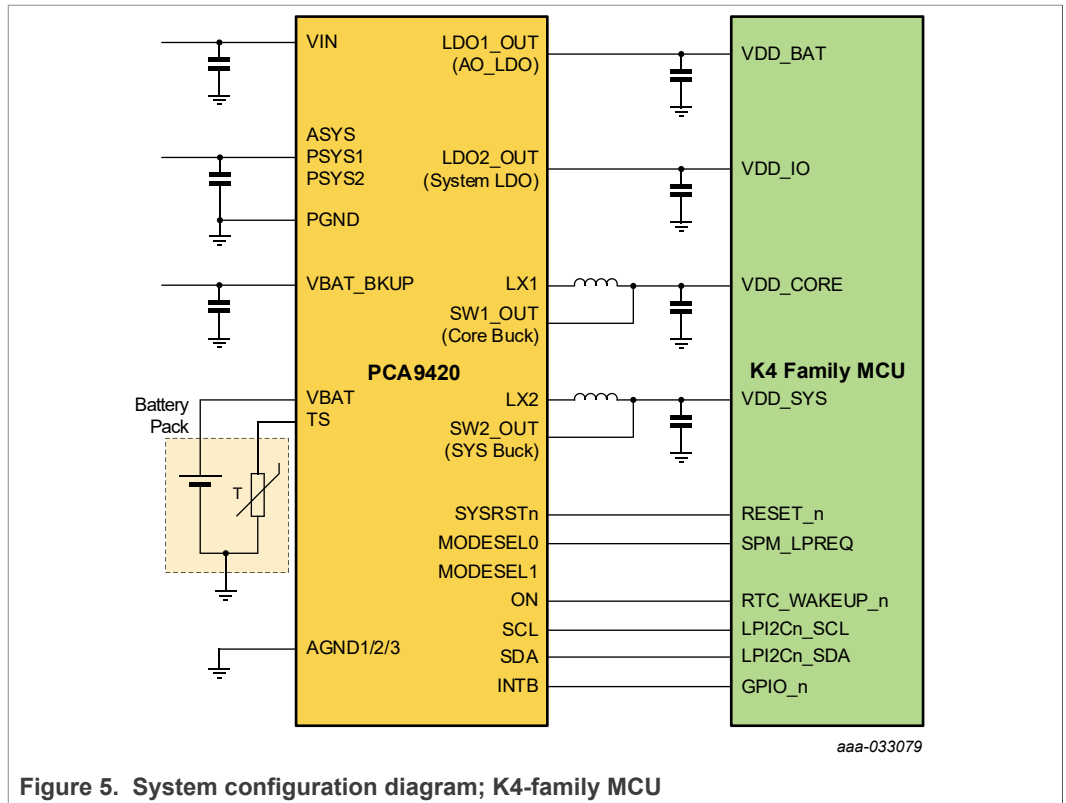 VIN
ASYS
PSYS1
PSYS2
PGND
VBAT_BKUP
Battery
Pack
VBAT
TS
T
AGND1/2/3
PCA9420
LDO1_OUT
(AO_LDO)
LDO2_OUT
(System LDO)
LX1
SW1_OUT
(Core Buck)
LX2
SW2_OUT
(SYS Buck)
SYSRSTn
MODESEL0
MODESEL1
ON
SCL
SDA
INTB
VDD_BAT
VDD_IO
VDD_CORE
K4 Family MCU
VDD_SYS
RESET_n
SPM_LPREQ
RTC_WAKEUP_n
LPI2Cn_SCL
LPI2Cn_SDA
GPIO_n
aaa-033079
Figure 5. System configuration diagram; K4-family MCU